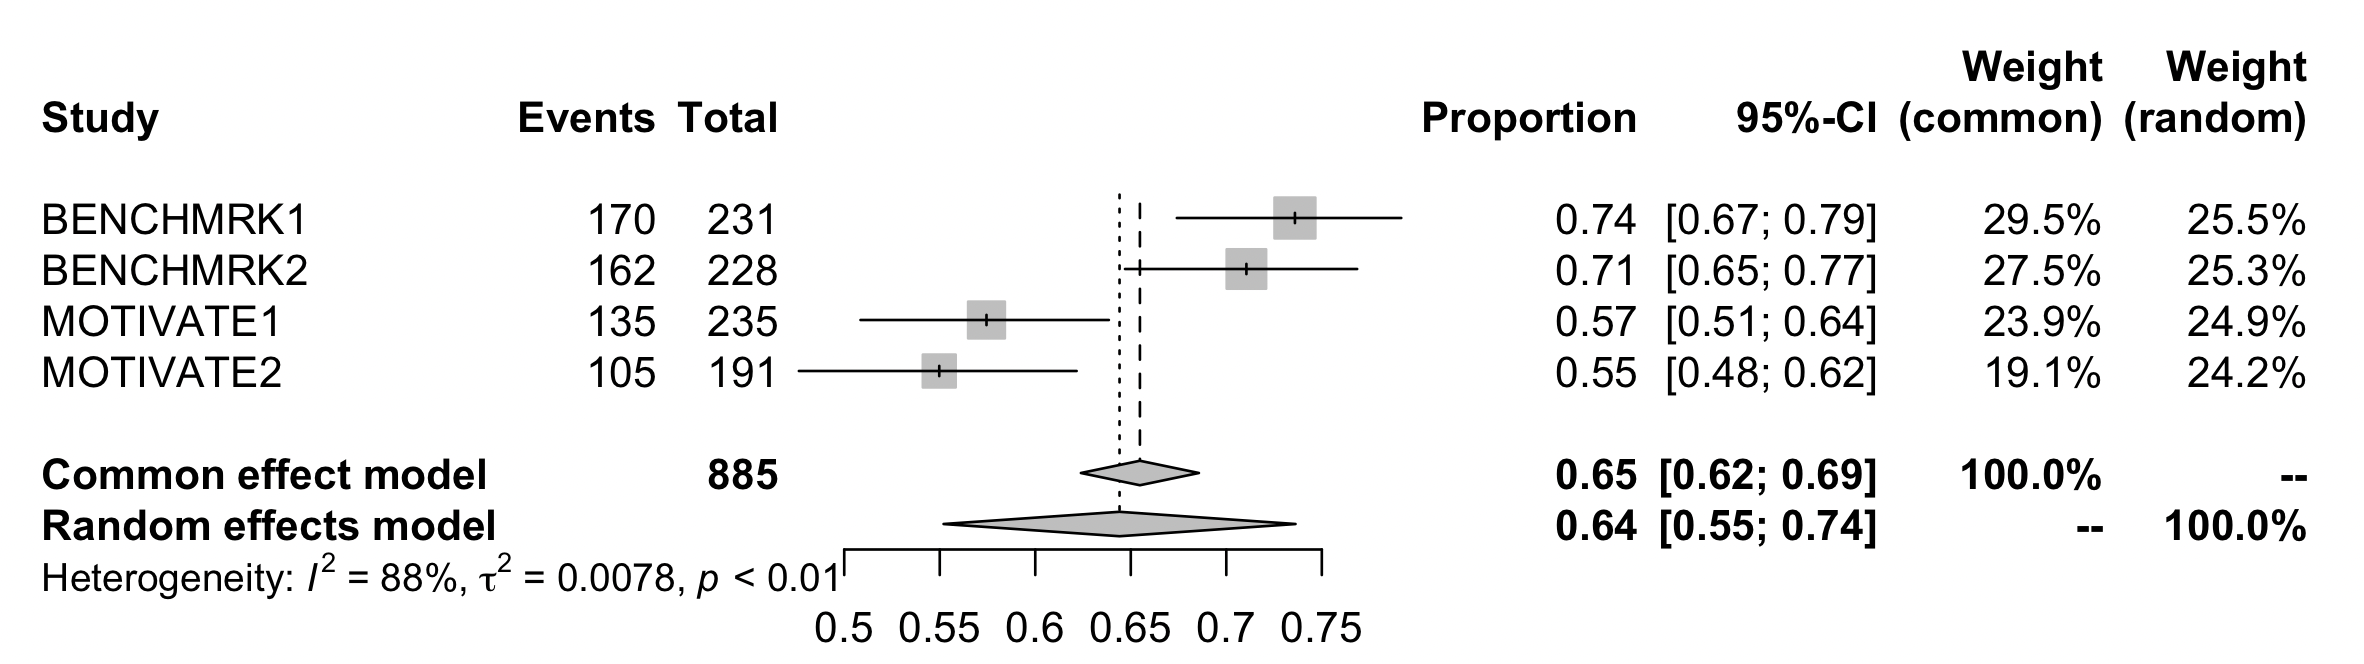 Weight Weight
Study Events Total Proportion 95%-CI (common) (random)
BENCHMRK1 170 231 0.74 [0.67; 0.79] 29.5% 25.5%
BENCHMRK2 162 228 0.71 [0.65; 0.77] 27.5% 25.3%
MOTIVATE1 135 235 0.57 [0.51; 0.64] 23.9% 24.9%
MOTIVATE2 105 191 0.55 [0.48; 0.62] 19.1% 24.2%
Common effect model 885 0.65 [0.62; 0.69] 100.0% --
Random effects model 0.64 [0.55; 0.74] -- 100.0%
Heterogeneity: I² = 88%, τ² = 0.0078, p < 0.01
0.5 0.55 0.6 0.65 0.7 0.75